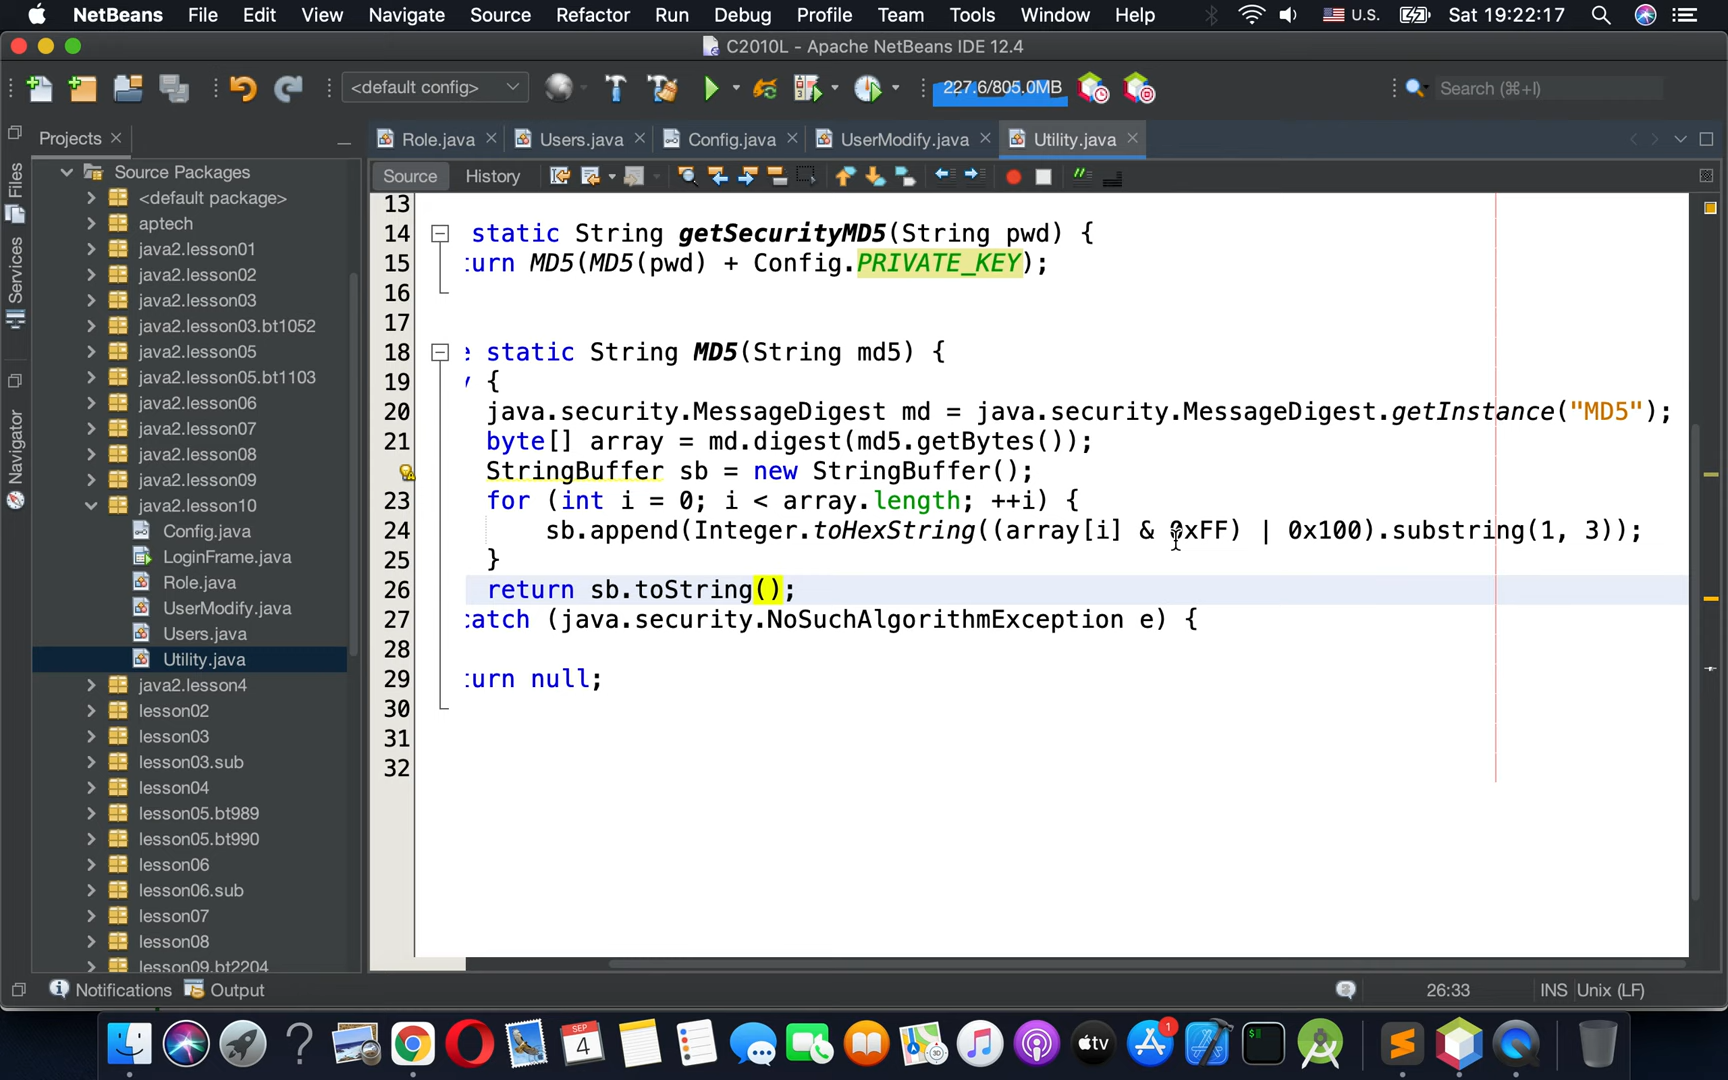 NetBeans File Edit View Navigate Source Refactor Run Debug Profile Team Tools Window Help U.S. Sat 19:22:17
C2010L - Apache NetBeans IDE 12.4
<default config> 227.6/805.0MB Search (⌘+I)
Projects Role.java Users.java Config.java UserModify.java Utility.java
Source History
Files
Services
Navigator
Source Packages
<default package>
aptech
java2.lesson01
java2.lesson02
java2.lesson03
java2.lesson03.bt1052
java2.lesson05
java2.lesson05.bt1103
java2.lesson06
java2.lesson07
java2.lesson08
java2.lesson09
java2.lesson10
Config.java
LoginFrame.java
Role.java
UserModify.java
Users.java
Utility.java
java2.lesson4
lesson02
lesson03
lesson03.sub
lesson04
lesson05.bt989
lesson05.bt990
lesson06
lesson06.sub
lesson07
lesson08
lesson09.bt2204
13
14 static String getSecurityMD5(String pwd) {
15 turn MD5(MD5(pwd) + Config.PRIVATE_KEY);
16
17
18 e static String MD5(String md5) {
19 y {
20 java.security.MessageDigest md = java.security.MessageDigest.getInstance("MD5");
21 byte[] array = md.digest(md5.getBytes());
StringBuffer sb = new StringBuffer();
23 for (int i = 0; i < array.length; ++i) {
24 sb.append(Integer.toHexString((array[i] & 0xFF) | 0x100).substring(1, 3));
25 }
26 return sb.toString();
27 catch (java.security.NoSuchAlgorithmException e) {
28
29 turn null;
30
31
32
Notifications Output 26:33 INS Unix (LF)
SEP
4
tv
1